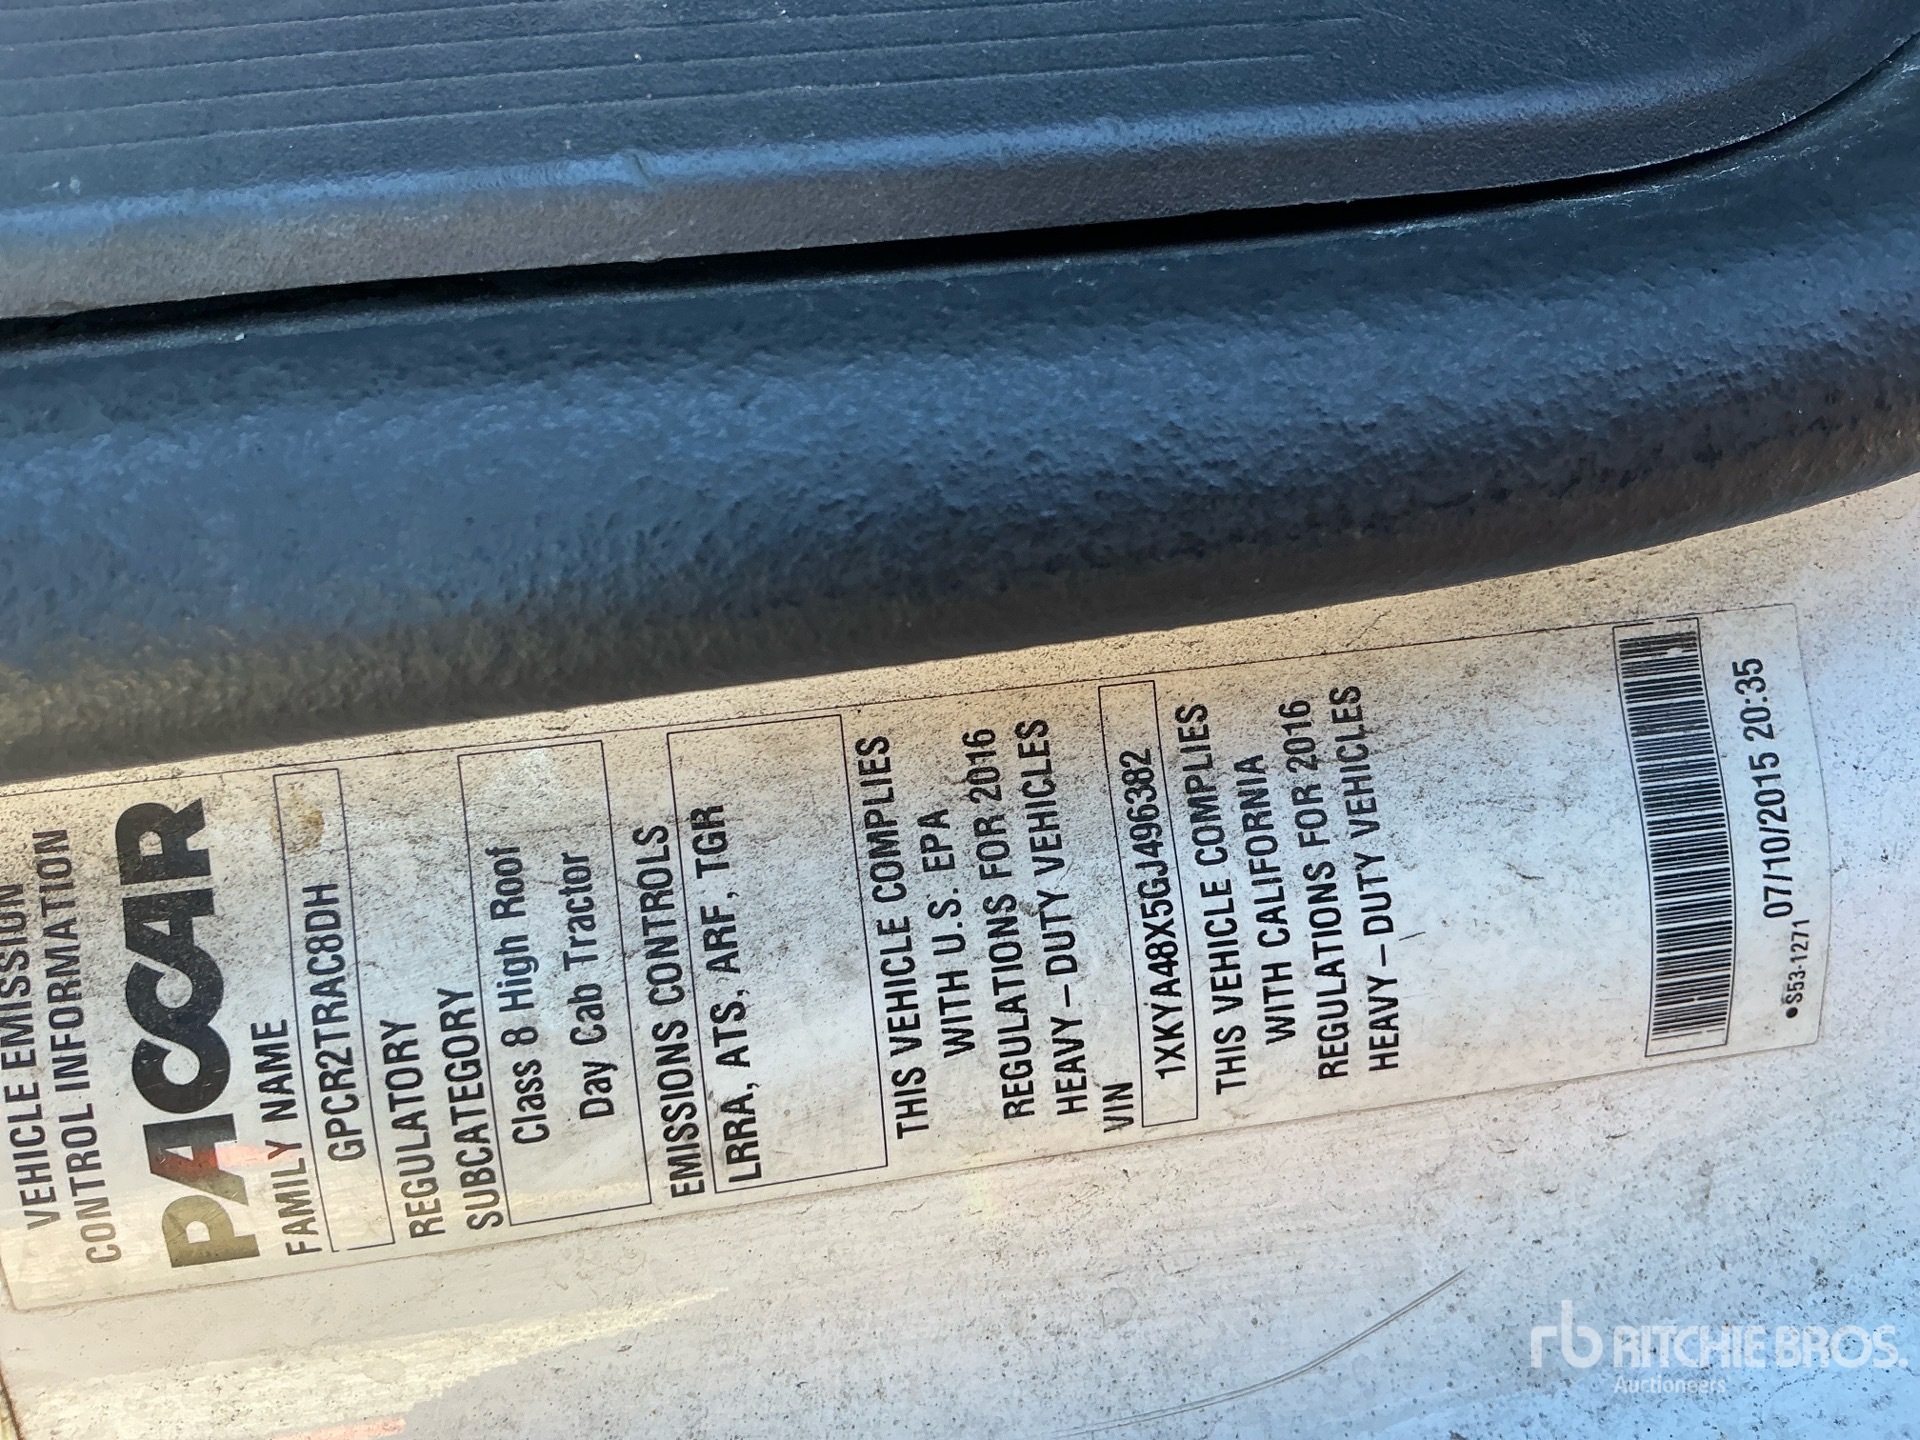 VEHICLE EMISSION
CONTROL INFORMATION
PACCAR
FAMILY NAME
GPCR2TRAC8DH
REGULATORY
SUBCATEGORY
Class 8 High Roof
Day Cab Tractor
EMISSIONS CONTROLS
LRRA, ATS, ARF, TGR
THIS VEHICLE COMPLIES
WITH U.S. EPA
REGULATIONS FOR 2016
HEAVY – DUTY VEHICLES
VIN
1XKYA48X5GJ496382
THIS VEHICLE COMPLIES
WITH CALIFORNIA
REGULATIONS FOR 2016
HEAVY – DUTY VEHICLES
07/10/2015 20:35
•S53-1271
rb RITCHIE BROS.
Auctioneers